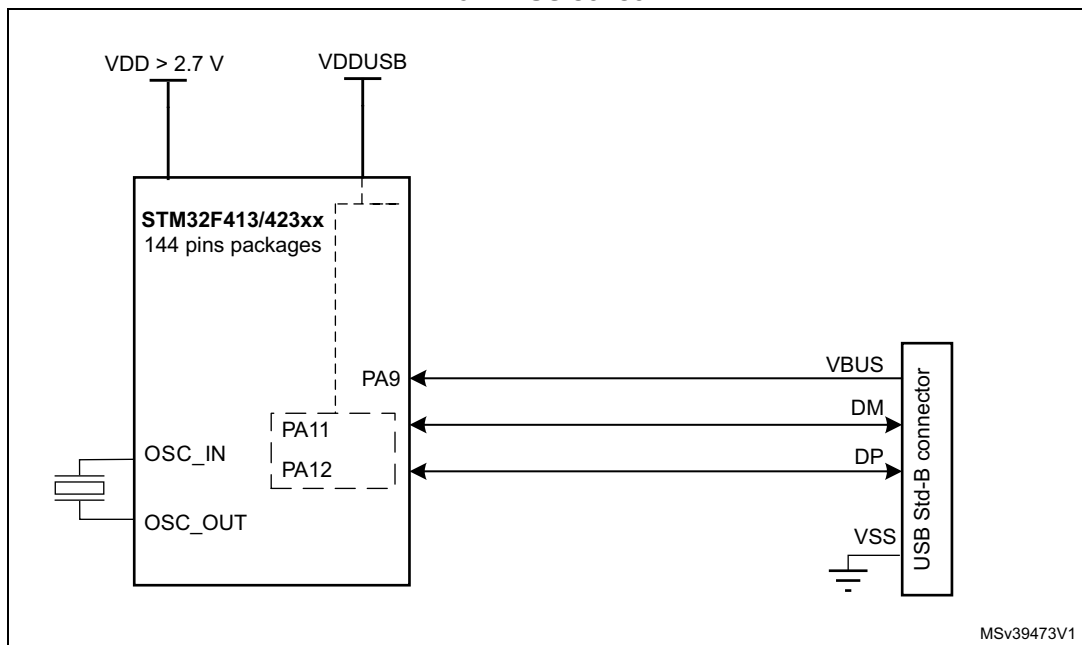 VDD > 2.7 V
VDDUSB
STM32F413/423xx
144 pins packages
PA9
PA11
PA12
OSC_IN
OSC_OUT
VBUS
DM
DP
VSS
USB Std-B connector
MSv39473V1